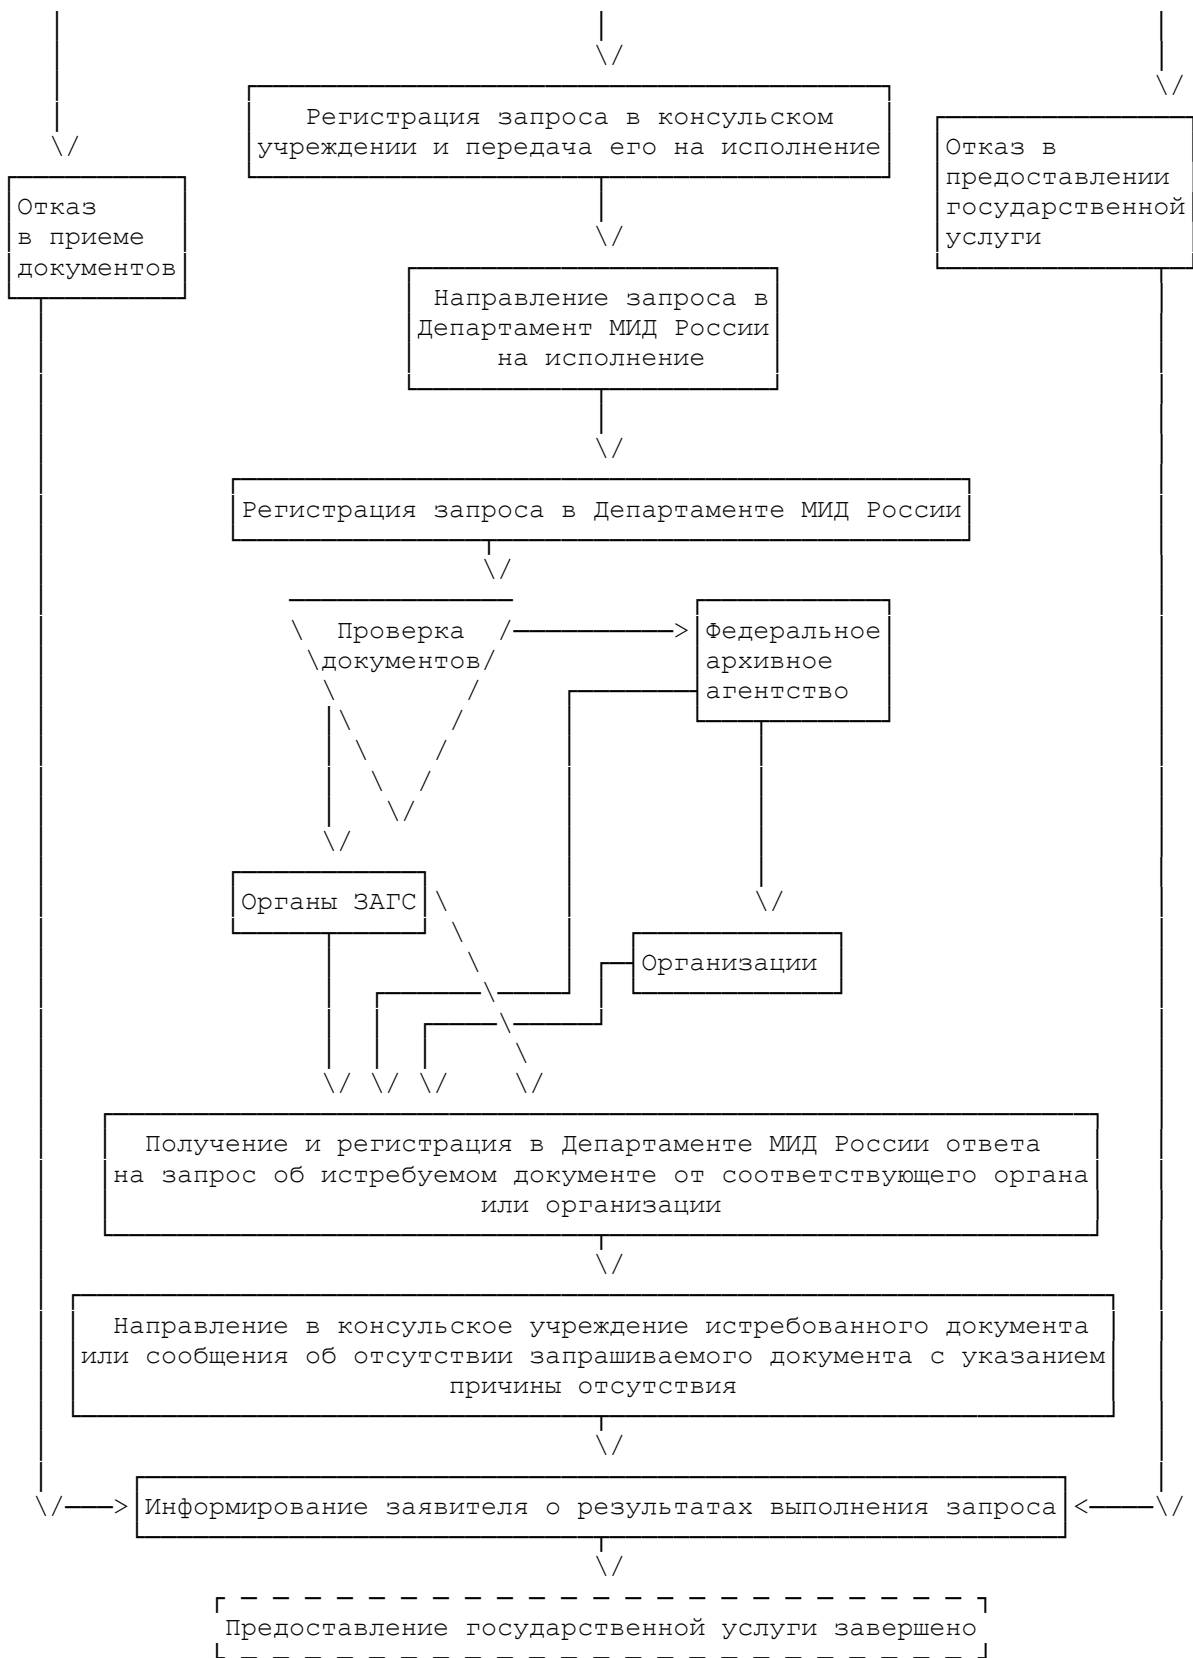 Регистрация запроса в консульском
учреждении и передача его на исполнение
Отказ в
предоставлении
государственной
услуги
Отказ
в приеме
документов
Направление запроса в
Департамент МИД России
на исполнение
Регистрация запроса в Департаменте МИД России
Проверка
документов
Федеральное
архивное
агентство
Органы ЗАГС
Организации
Получение и регистрация в Департаменте МИД России ответа
на запрос об истребуемом документе от соответствующего органа
или организации
Направление в консульское учреждение истребованного документа
или сообщения об отсутствии запрашиваемого документа с указанием
причины отсутствия
Информирование заявителя о результатах выполнения запроса
Предоставление государственной услуги завершено